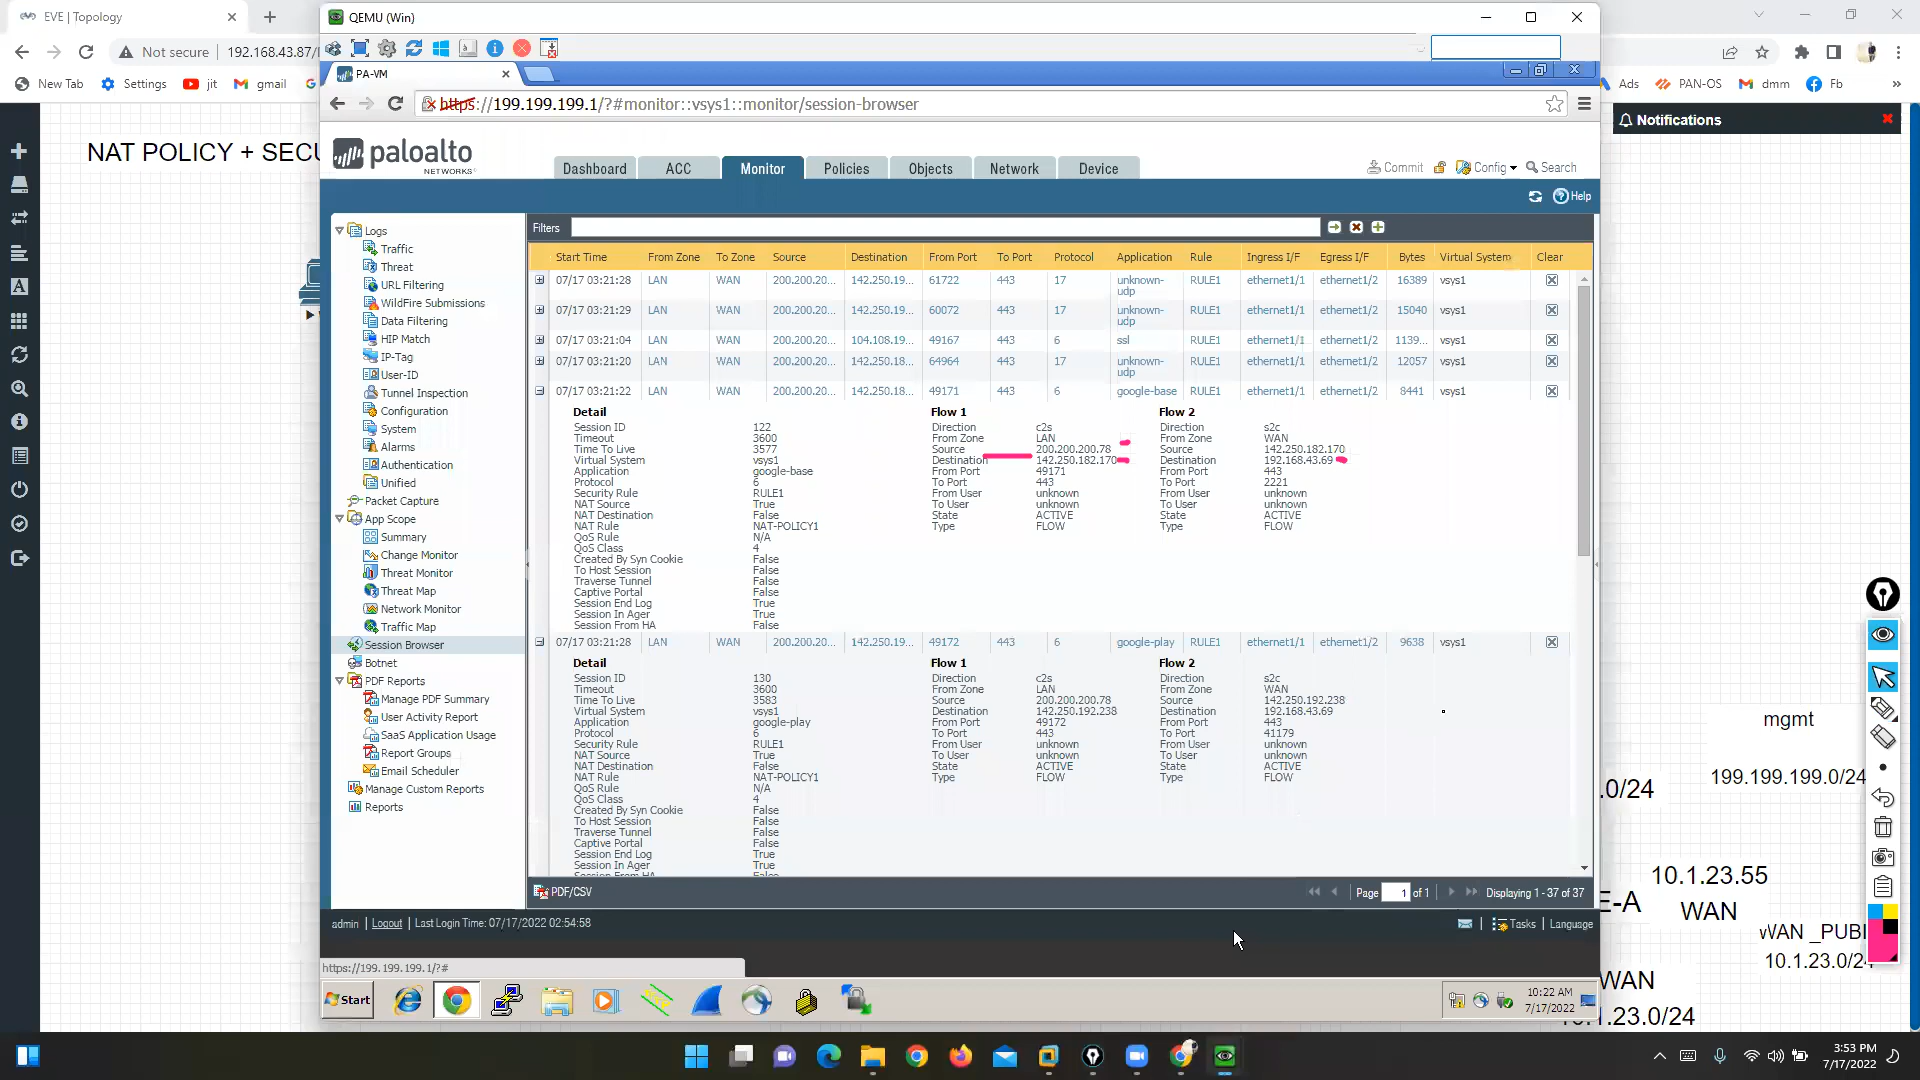 EVE | Topology
QEMU (Win)
Not secure
192.168.43.87/
New Tab
Settings
jit
gmail
Ads
PAN-OS
dmm
Fb
PA-VM
https://199.199.199.1/?#monitor::vsys1::monitor/session-browser
Notifications
NAT POLICY + SECU
paloalto
NETWORKS
Dashboard ACC Monitor Policies Objects Network Device
Commit Config Search
Help
Logs
Traffic
Threat
URL Filtering
WildFire Submissions
Data Filtering
HIP Match
IP-Tag
User-ID
Tunnel Inspection
Configuration
System
Alarms
Authentication
Unified
Packet Capture
App Scope
Summary
Change Monitor
Threat Monitor
Threat Map
Network Monitor
Traffic Map
Session Browser
Botnet
PDF Reports
Manage PDF Summary
User Activity Report
SaaS Application Usage
Report Groups
Email Scheduler
Manage Custom Reports
Reports
Filters
Start Time From Zone To Zone Source Destination From Port To Port Protocol Application Rule Ingress I/F Egress I/F Bytes Virtual System Clear
07/17 03:21:28 LAN WAN 200.200.20... 142.250.19... 61722 443 17 unknown-udp RULE1 ethernet1/1 ethernet1/2 16389 vsys1
07/17 03:21:29 LAN WAN 200.200.20... 142.250.19... 60072 443 17 unknown-udp RULE1 ethernet1/1 ethernet1/2 15040 vsys1
07/17 03:21:04 LAN WAN 200.200.20... 104.108.19... 49167 443 6 ssl RULE1 ethernet1/1 ethernet1/2 1139... vsys1
07/17 03:21:20 LAN WAN 200.200.20... 142.250.18... 64964 443 17 unknown-udp RULE1 ethernet1/1 ethernet1/2 12057 vsys1
07/17 03:21:22 LAN WAN 200.200.20... 142.250.18... 49171 443 6 google-base RULE1 ethernet1/1 ethernet1/2 8441 vsys1
Detail Flow 1 Flow 2
Session ID 122 Direction c2s Direction s2c
Timeout 3600 From Zone LAN From Zone WAN
Time To Live 3577 Source 200.200.200.78 Source 142.250.182.170
Virtual System vsys1 Destination 142.250.182.170 Destination 192.168.43.69
Application google-base From Port 49171 From Port 443
Protocol 6 To Port 443 To Port 2221
Security Rule RULE1 From User unknown From User unknown
NAT Source True To User unknown To User unknown
NAT Destination False State ACTIVE State ACTIVE
NAT Rule NAT-POLICY1 Type FLOW Type FLOW
QoS Rule N/A
QoS Class 4
Created By Syn Cookie False
To Host Session False
Traverse Tunnel False
Captive Portal False
Session End Log True
Session In Ager True
Session From HA False
07/17 03:21:28 LAN WAN 200.200.20... 142.250.19... 49172 443 6 google-play RULE1 ethernet1/1 ethernet1/2 9638 vsys1
Detail Flow 1 Flow 2
Session ID 130 Direction c2s Direction s2c
Timeout 3600 From Zone LAN From Zone WAN
Time To Live 3583 Source 200.200.200.78 Source 142.250.192.238
Virtual System vsys1 Destination 142.250.192.238 Destination 192.168.43.69
Application google-play From Port 49172 From Port 443
Protocol 6 To Port 443 To Port 41179
Security Rule RULE1 From User unknown From User unknown
NAT Source True To User unknown To User unknown
NAT Destination False State ACTIVE State ACTIVE
NAT Rule NAT-POLICY1 Type FLOW Type FLOW
QoS Rule N/A
QoS Class 4
Created By Syn Cookie False
To Host Session False
Traverse Tunnel False
Captive Portal False
Session End Log True
Session In Ager True
Session From HA False
PDF/CSV
Page 1 of 1
Displaying 1 - 37 of 37
admin | Logout | Last Login Time: 07/17/2022 02:54:58
Tasks | Language
https://199.199.199.1/?#
Start
10:22 AM
7/17/2022
mgmt
199.199.199.0/24
.0/24
10.1.23.55
E-A
WAN
WAN _PUBI
10.1.23.0/24
WAN
10.1.23.0/24
3:53 PM
7/17/2022